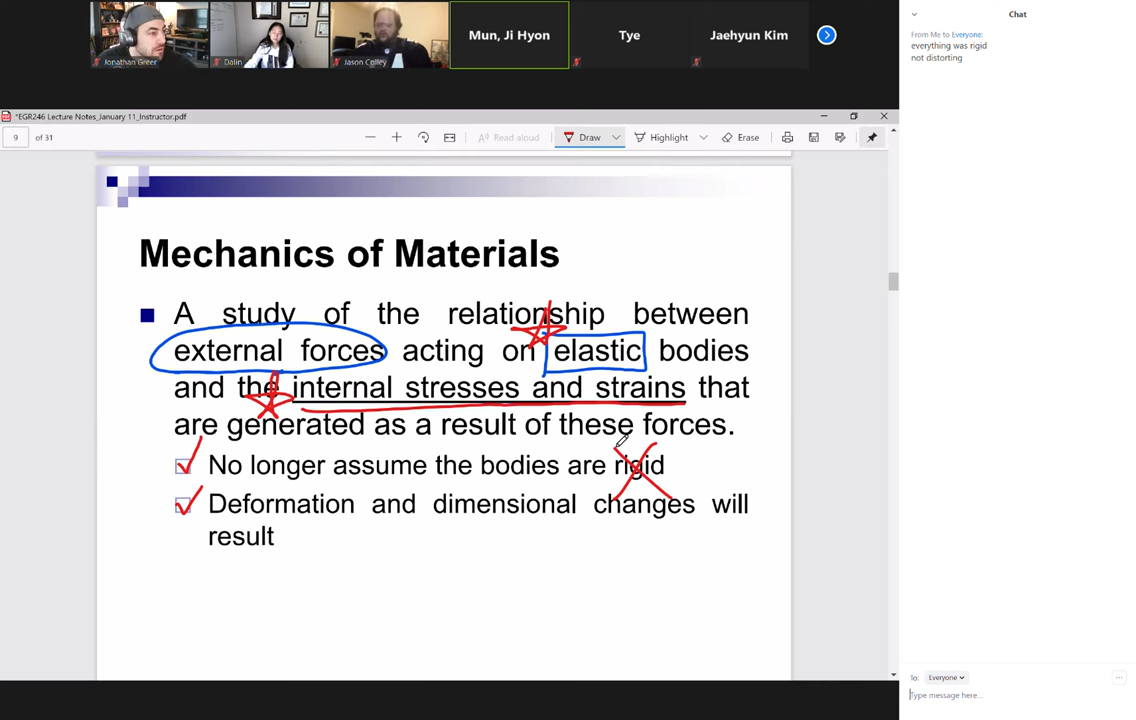 Jonathan Greer
Dalin
Jason Colley
Mun, Ji Hyon
Tye
Jaehyun Kim
Chat
From Me to Everyone:
everything was rigid
not distorting
*EGR246 Lecture Notes_January 11_Instructor.pdf
9 of 31
Read aloud
Draw
Highlight
Erase
Mechanics of Materials
A study of the relationship between
external forces acting on elastic bodies
and the internal stresses and strains that
are generated as a result of these forces.
No longer assume the bodies are rigid
Deformation and dimensional changes will
result
To: Everyone
Type message here...